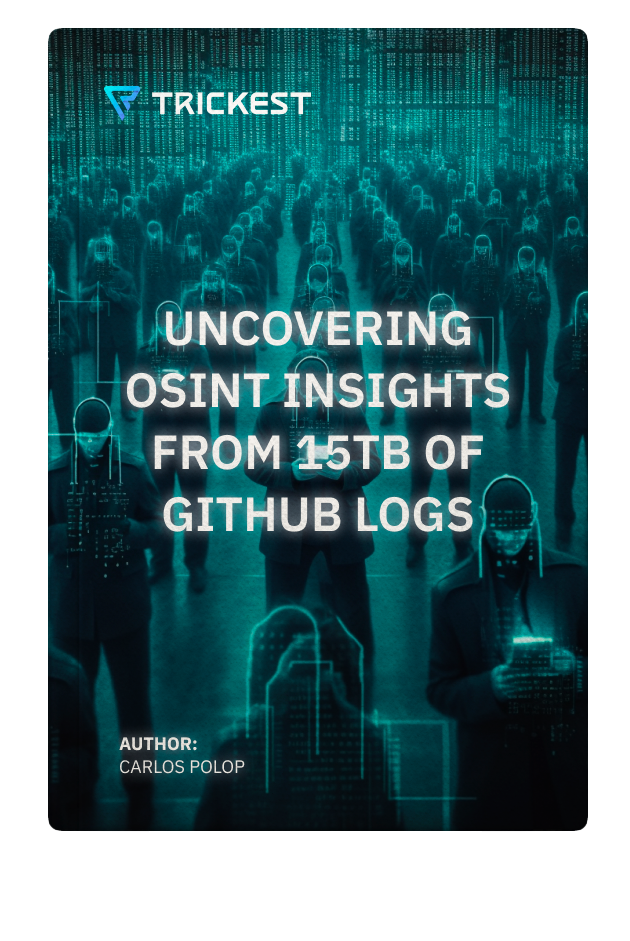 TRICKEST
UNCOVERING
OSINT INSIGHTS
FROM 15TB OF
GITHUB LOGS
AUTHOR:
CARLOS POLOP